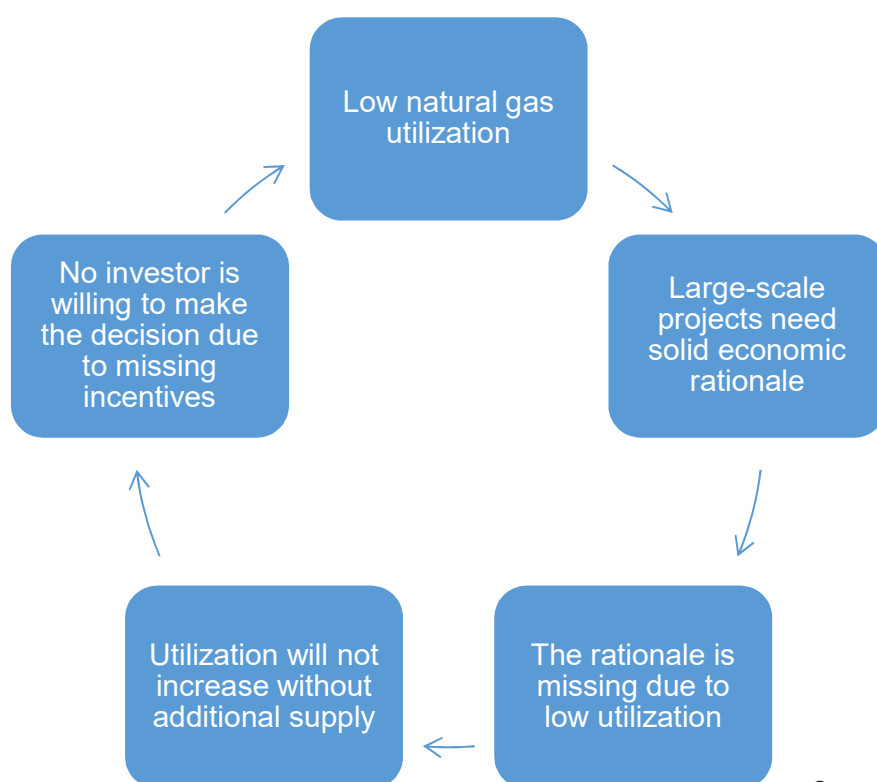 Low natural gas
utilization
Large-scale
projects need
solid economic
rationale
The rationale is
missing due to
low utilization
Utilization will not
increase without
additional supply
No investor is
willing to make
the decision due
to missing
incentives